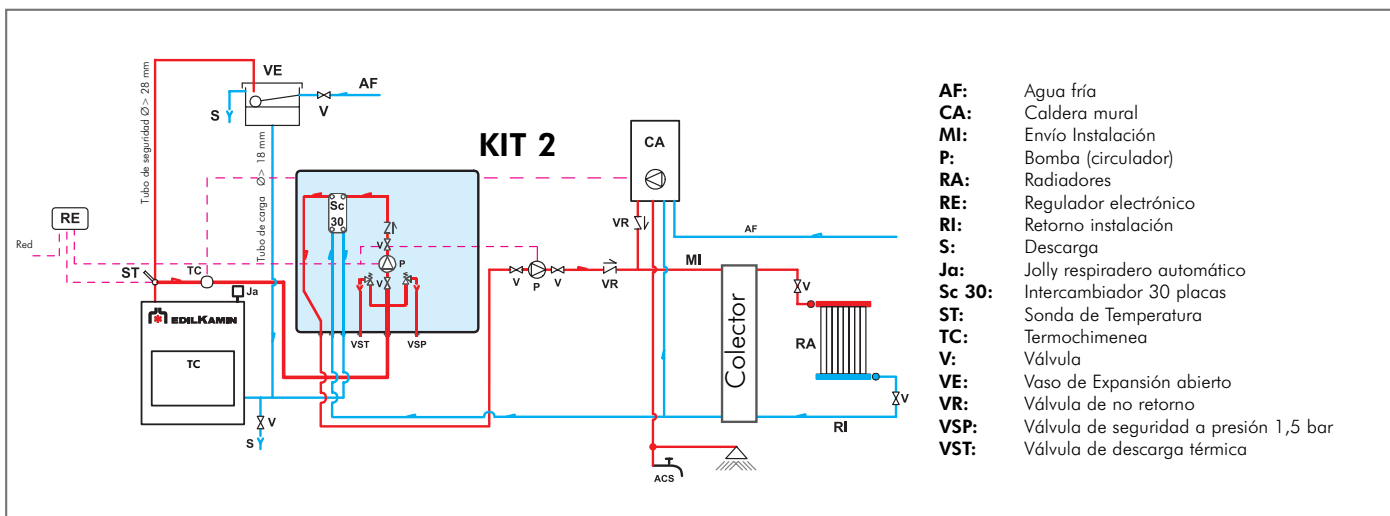 Tubo de seguridad Ø> 28 mm
VE
AF
S
V
Tubo de carga Ø> 18 mm
KIT 2
CA
Sc
30
RE
Red
ST
TC
Ja
EDILKAMIN
TC
V
P
V
VST
VSP
V
P
V
VR
VR
MI
AF
Colector
V
RA
V
RI
V
S
ACS
AF: Agua fría
CA: Caldera mural
MI: Envío Instalación
P: Bomba (circulador)
RA: Radiadores
RE: Regulador electrónico
RI: Retorno instalación
S: Descarga
Ja: Jolly respiradero automático
Sc 30: Intercambiador 30 placas
ST: Sonda de Temperatura
TC: Termochimenea
V: Válvula
VE: Vaso de Expansión abierto
VR: Válvula de no retorno
VSP: Válvula de seguridad a presión 1,5 bar
VST: Válvula de descarga térmica